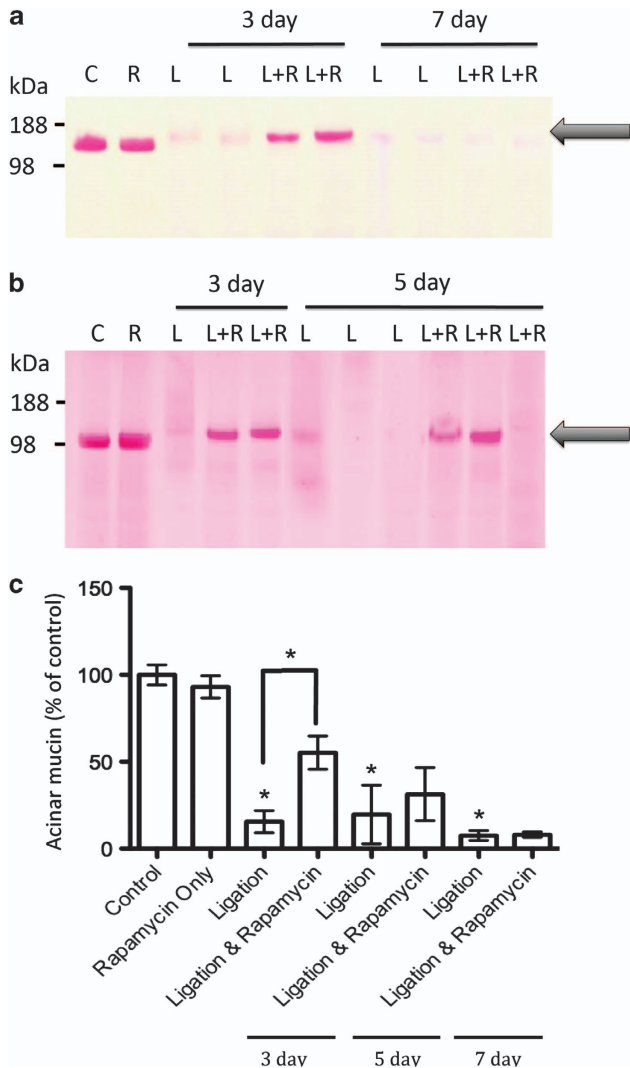 a
3 day 7 day
C R L L L+R L+R L L L+R L+R
kDa
188
98
b
3 day 5 day
C R L L+R L+R L L L L+R L+R L+R
kDa
188
98
c
Acinar mucin (% of control)
150
100
50
0
*
* * *
Control
Rapamycin Only
Ligation
Ligation & Rapamycin
Ligation
Ligation & Rapamycin
Ligation
Ligation & Rapamycin
3 day 5 day 7 day